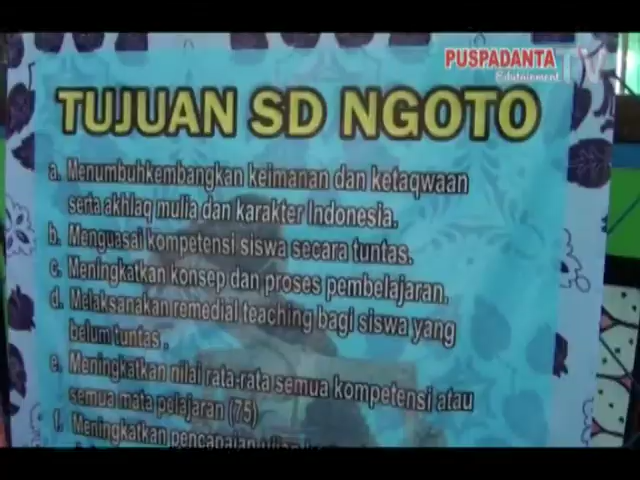 PUSPADANTA
Edutainment TV
TUJUAN SD NGOTO
a. Menumbuhkembangkan keimanan dan ketaqwaan
serta akhlaq mulia dan karakter Indonesia.
b. Menguasai kompetensi siswa secara tuntas.
c. Meningkatkan konsep dan proses pembelajaran.
d. Melaksanakan remedial teaching bagi siswa yang
belum tuntas .
e. Meningkatkan nilai rata-rata semua kompetensi atau
semua mata pelajaran (75)
f. Meningkatkan pencapaian